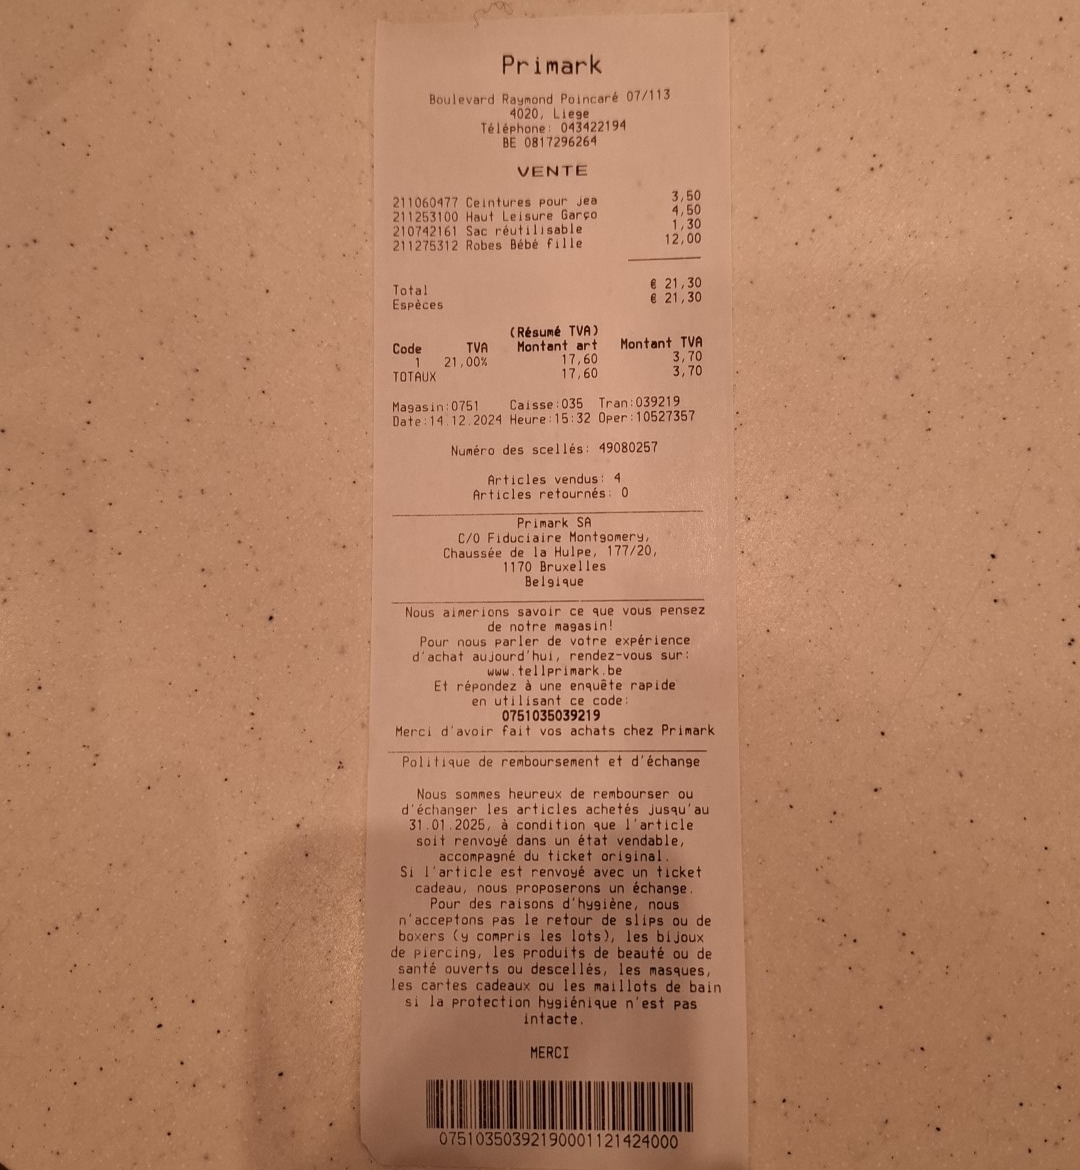 Primark
Boulevard Raymond Poincaré 07/113
4020, Liege
Téléphone: 043422194
BE 0817296264
VENTE
211060477 Ceintures pour jea 3,50
211253100 Haut Leisure Garço 4,50
210742161 Sac réutilisable 1,30
211275312 Robes Bébé fille 12,00
Total € 21,30
Espèces € 21,30
(Résumé TVA)
Code TVA Montant art Montant TVA
1 21,00% 17,60 3,70
TOTAUX 17,60 3,70
Magasin:0751 Caisse:035 Tran:039219
Date:14.12.2024 Heure:15:32 Oper:10527357
Numéro des scellés: 49080257
Articles vendus: 4
Articles retournés: 0
Primark SA
C/O Fiduciaire Montgomery,
Chaussée de la Hulpe, 177/20,
1170 Bruxelles
Belgique
Nous aimerions savoir ce que vous pensez
de notre magasin!
Pour nous parler de votre expérience
d'achat aujourd'hui, rendez-vous sur:
www.tellprimark.be
Et répondez à une enquête rapide
en utilisant ce code:
0751035039219
Merci d'avoir fait vos achats chez Primark
Politique de remboursement et d'échange
Nous sommes heureux de rembourser ou
d'échanger les articles achetés jusqu'au
31.01.2025, à condition que l'article
soit renvoyé dans un état vendable,
accompagné du ticket original.
Si l'article est renvoyé avec un ticket
cadeau, nous proposerons un échange.
Pour des raisons d'hygiène, nous
n'acceptons pas le retour de slips ou de
boxers (y compris les lots), les bijoux
de piercing, les produits de beauté ou de
santé ouverts ou descellés, les masques,
les cartes cadeaux ou les maillots de bain
si la protection hygiénique n'est pas
intacte.
MERCI
07510350392190001121424000